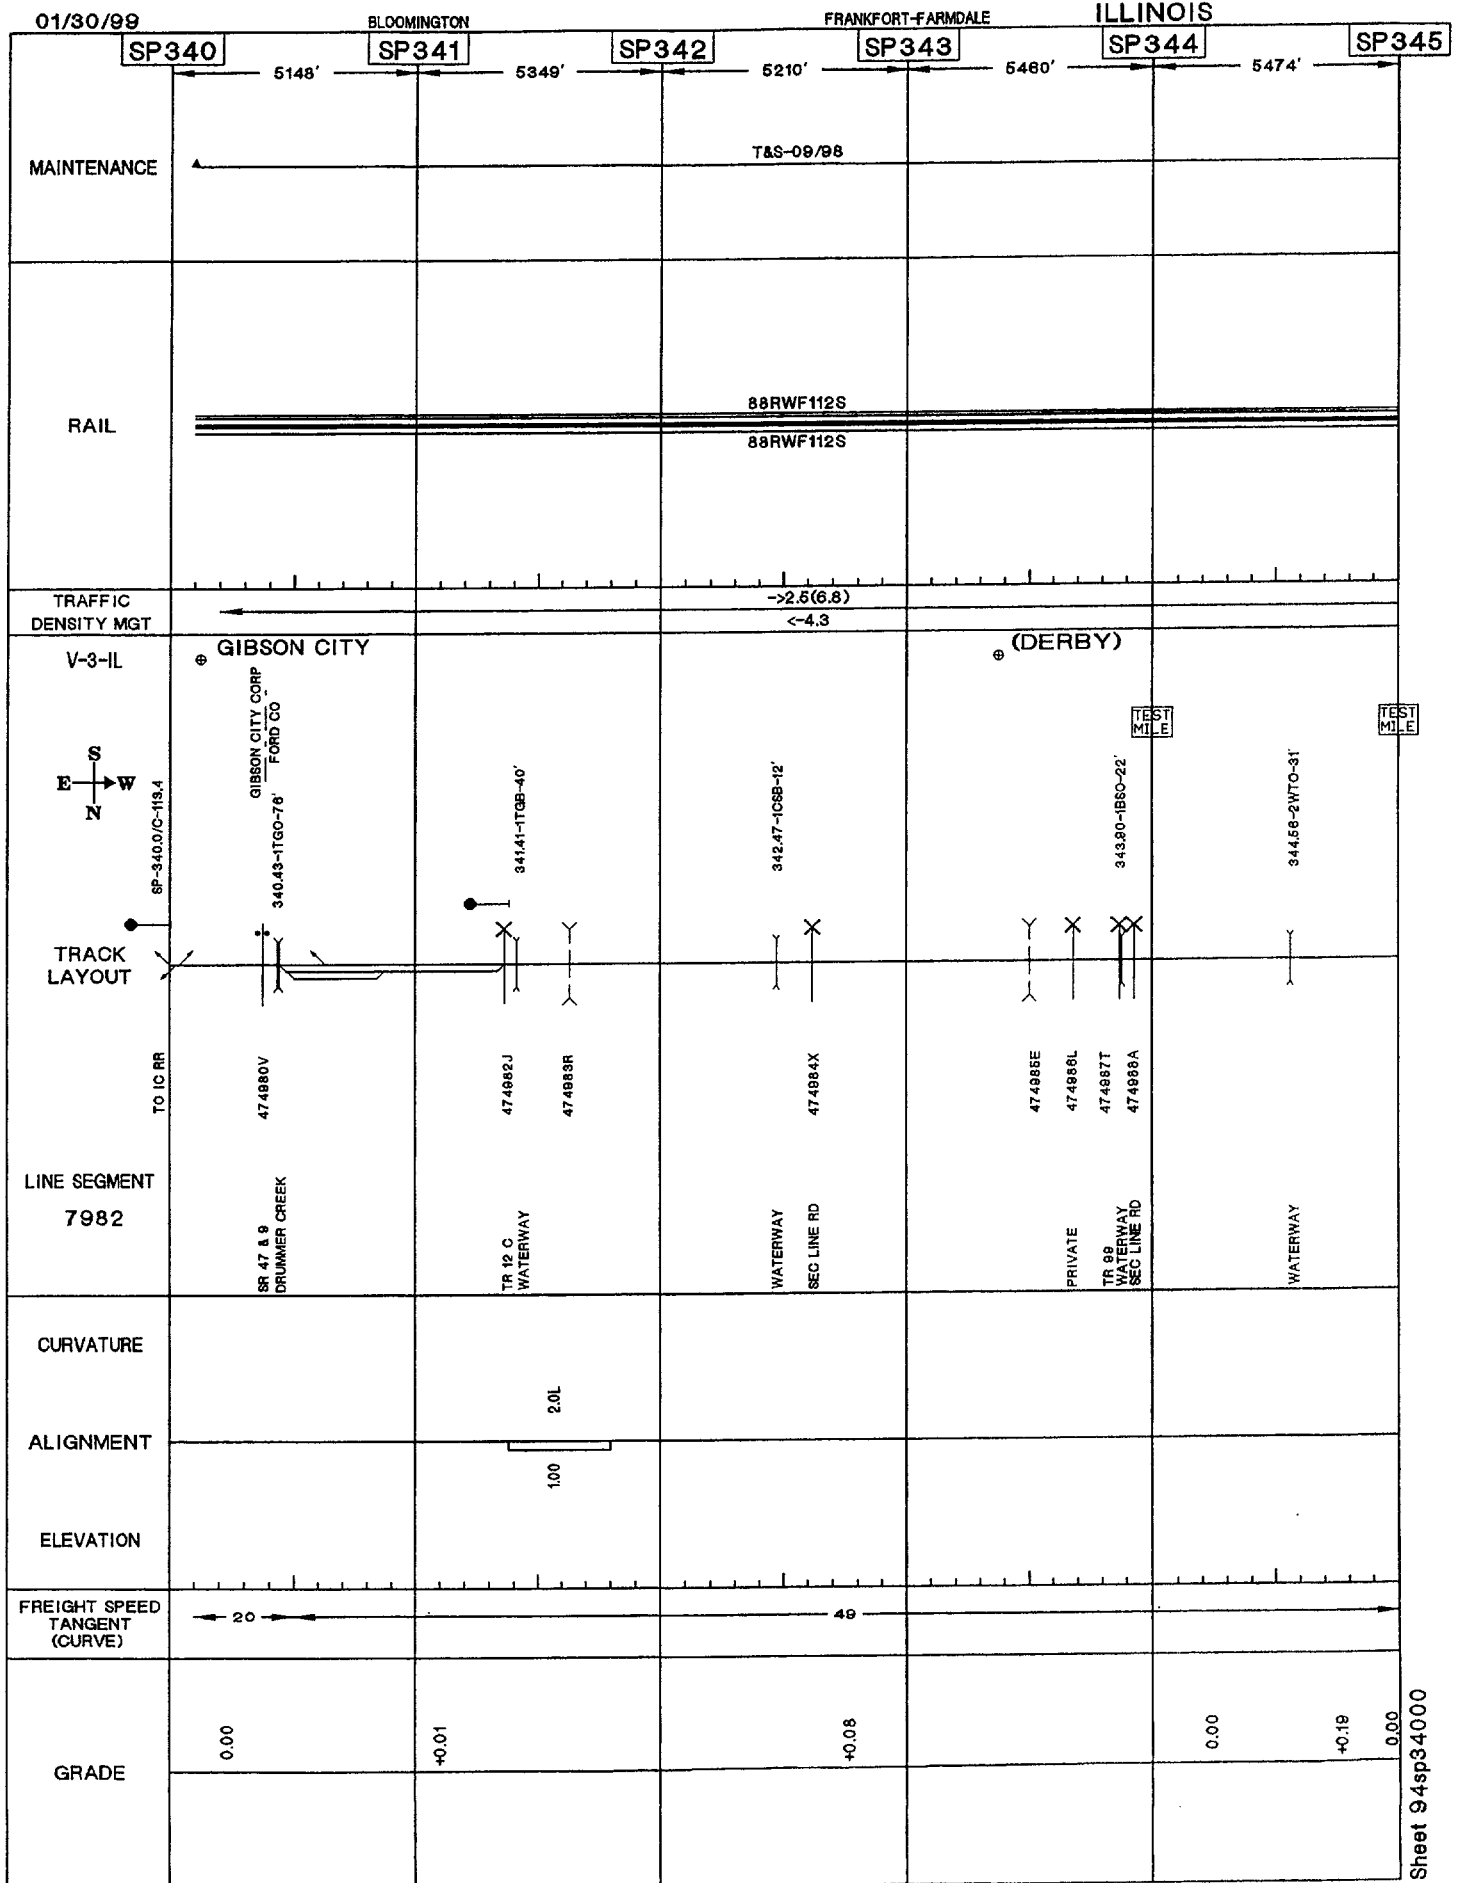 01/30/99
BLOOMINGTON
FRANKFORT-FARMDALE
ILLINOIS
SP340
SP341
SP342
SP343
SP344
SP345
5148'
5349'
5210'
5460'
5474'
MAINTENANCE
T&S-09/98
RAIL
88RWF112S
88RWF112S
TRAFFIC
DENSITY MGT
->2.5(6.8)
<-4.3
V-3-IL
GIBSON CITY
(DERBY)
GIBSON CITY CORP
FORD CO
TEST
MILE
TEST
MILE
S
E
W
N
SP-340.0/C-113.4
340.43-1TGO-76'
341.41-1TGB-40'
342.47-1CSB-12'
343.90-1BSO-22'
344.56-2WTO-31'
TRACK
LAYOUT
TO IC RR
474980V
474982J
474983R
474984X
474985E
474986L
474987T
474988A
LINE SEGMENT
7982
SR 47 & 9
DRUMMER CREEK
TR 12 C
WATERWAY
WATERWAY
SEC LINE RD
PRIVATE
TR 99
WATERWAY
SEC LINE RD
WATERWAY
CURVATURE
2.0L
ALIGNMENT
1.00
ELEVATION
FREIGHT SPEED
TANGENT
(CURVE)
20
49
GRADE
0.00
+0.01
+0.08
0.00
+0.19
0.00
Sheet 94sp34000